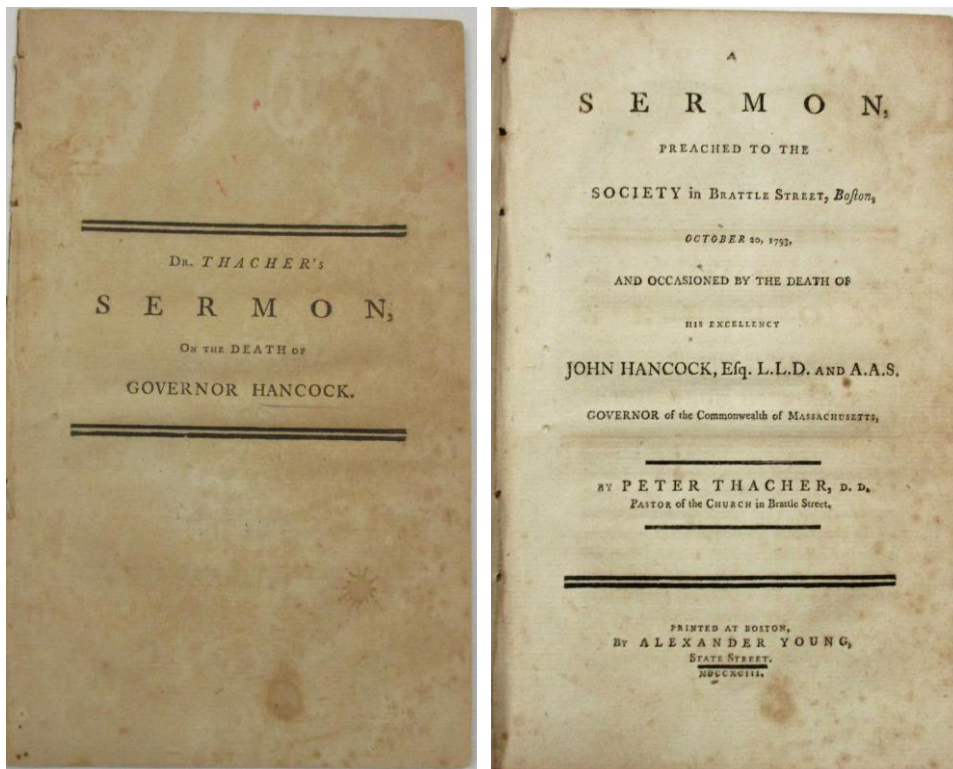 DR. THACHER's
SERMON,
ON THE DEATH OF
GOVERNOR HANCOCK.
A
SERMON,
PREACHED TO THE
SOCIETY in BRATTLE STREET, Boſton,
OCTOBER 20, 1793,
AND OCCASIONED BY THE DEATH OF
HIS EXCELLENCY
JOHN HANCOCK, Eſq. L.L.D. AND A.A.S.
GOVERNOR of the Commonwealth of MASSACHUSETTS,
BY PETER THACHER, D. D.
PASTOR of the CHURCH in Brattle Street.
PRINTED AT BOSTON,
BY ALEXANDER YOUNG,
STATE STREET.
MDCCXCIII.